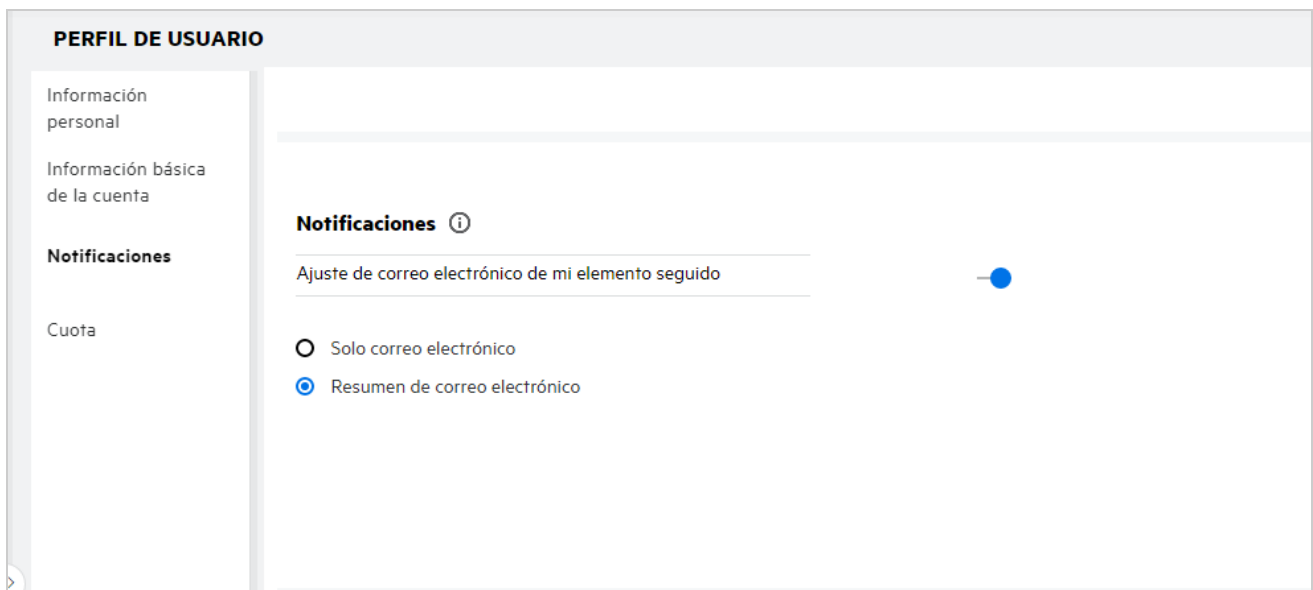 PERFIL DE USUARIO
Información
personal
Información básica
de la cuenta
Notificaciones
Cuota
Notificaciones
Ajuste de correo electrónico de mi elemento seguido
Solo correo electrónico
Resumen de correo electrónico